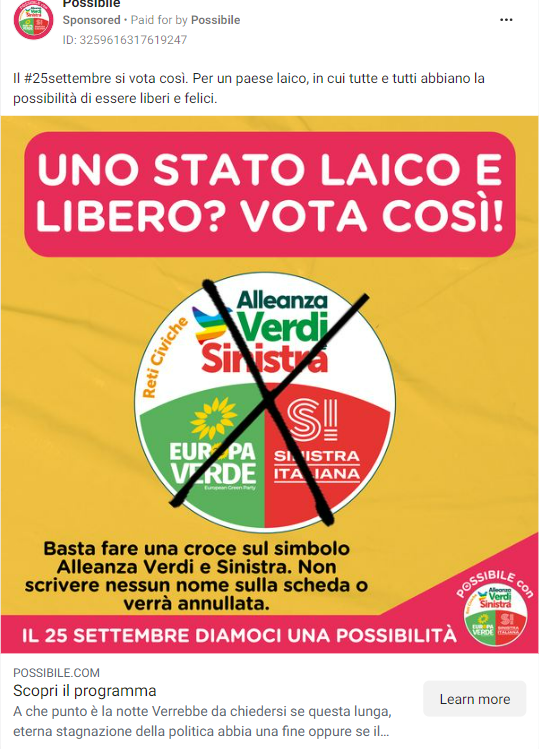 Possibile
Sponsored • Paid for by Possibile
ID: 3259616317619247
Il #25settembre si vota così. Per un paese laico, in cui tutte e tutti abbiano la
possibilità di essere liberi e felici.
UNO STATO LAICO E
LIBERO? VOTA COSÌ!
Reti Civiche
Alleanza
Verdi
Sinistra
EUROPA
VERDE
European Green Party
SI
SINISTRA
ITALIANA
Basta fare una croce sul simbolo
Alleanza Verdi e Sinistra. Non
scrivere nessun nome sulla scheda o
verrà annullata.
POSSIBILE con
Alleanza
Verdi
Sinistra
EUROPA
VERDE
SI
SINISTRA
ITALIANA
IL 25 SETTEMBRE DIAMOCI UNA POSSIBILITÀ
POSSIBILE.COM
Scopri il programma
A che punto è la notte Verrebbe da chiedersi se questa lunga,
eterna stagnazione della politica abbia una fine oppure se il...
Learn more